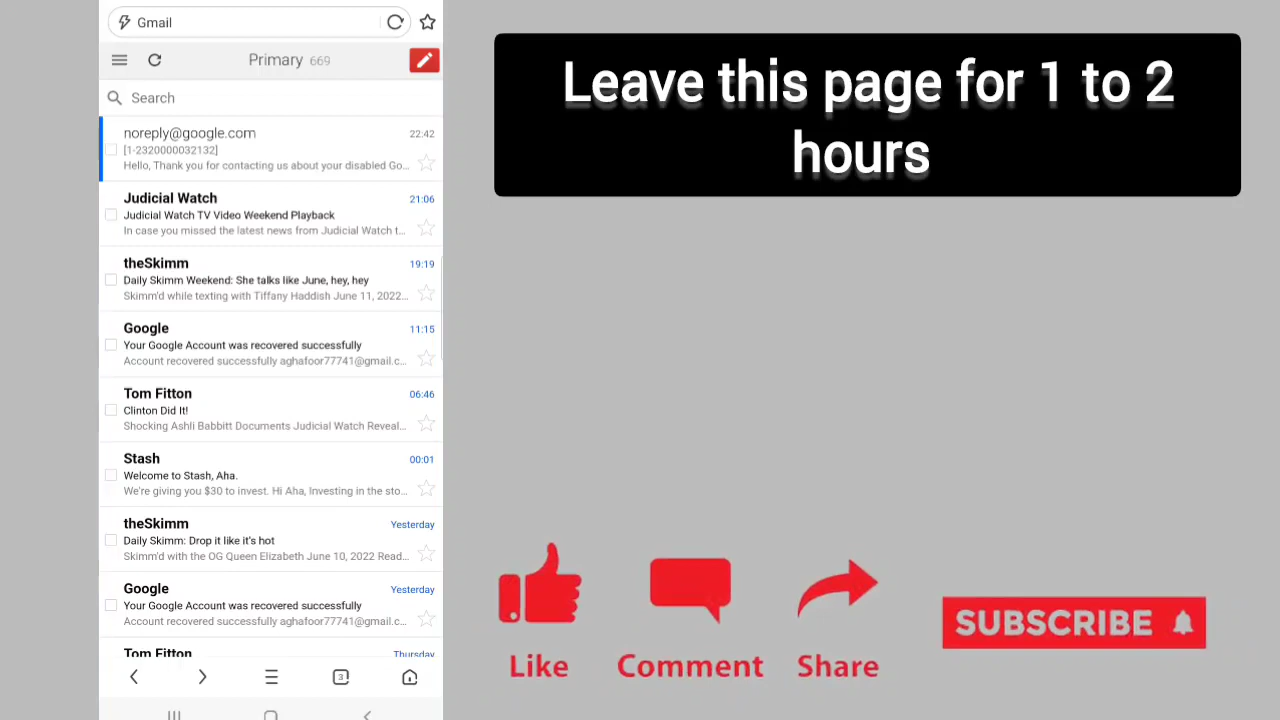 Gmail
Primary 669
Search
noreply@google.com 22:42
[1-2320000032132]
Hello, Thank you for contacting us about your disabled Go...
Judicial Watch 21:06
Judicial Watch TV Video Weekend Playback
In case you missed the latest news from Judicial Watch t...
theSkimm 19:19
Daily Skimm Weekend: She talks like June, hey, hey
Skimm'd while texting with Tiffany Haddish June 11, 2022...
Google 11:15
Your Google Account was recovered successfully
Account recovered successfully aghafoor77741@gmail.c...
Tom Fitton 06:46
Clinton Did It!
Shocking Ashli Babbitt Documents Judicial Watch Reveal...
Stash 00:01
Welcome to Stash, Aha.
We're giving you $30 to invest. Hi Aha, Investing in the sto...
theSkimm Yesterday
Daily Skimm: Drop it like it's hot
Skimm'd with the OG Queen Elizabeth June 10, 2022 Read...
Google Yesterday
Your Google Account was recovered successfully
Account recovered successfully aghafoor77741@gmail.c...
Tom Fitton Thursday
3
Leave this page for 1 to 2
hours
Like Comment Share
SUBSCRIBE